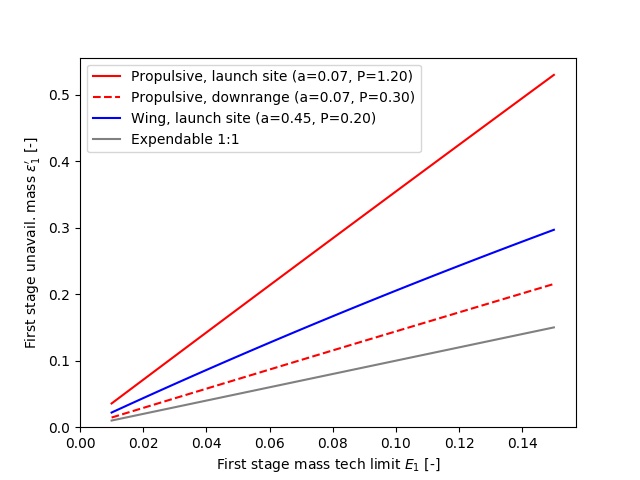 0.5
0.4
0.3
0.2
0.1
0.0
First stage unavail. mass ε′₁ [-]
Propulsive, launch site (a=0.07, P=1.20)
Propulsive, downrange (a=0.07, P=0.30)
Wing, launch site (a=0.45, P=0.20)
Expendable 1:1
0.00 0.02 0.04 0.06 0.08 0.10 0.12 0.14
First stage mass tech limit E₁ [-]